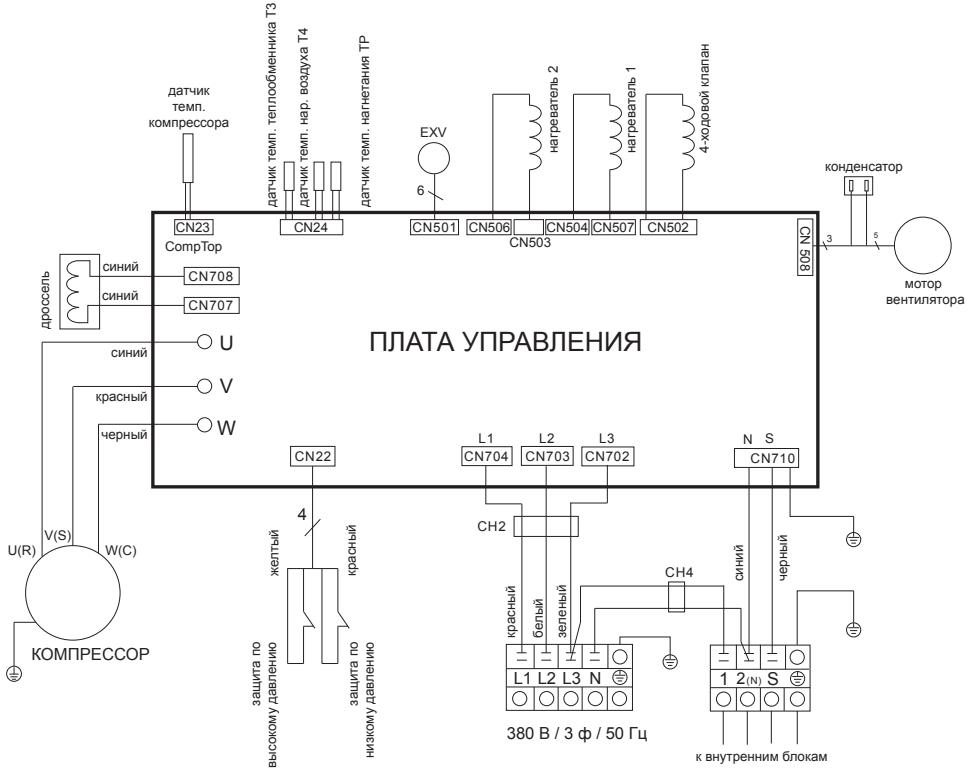 датчик
темп.
компрессора
датчик темп. теплообменника T3
датчик темп. нар. воздуха T4
датчик темп. нагнетания TP
EXV
6
нагреватель 2
нагреватель 1
4-ходовой клапан
конденсатор
CN23
CompTop
CN24
CN501
CN506
CN503
CN504
CN507
CN502
CN 508
3
5
мотор
вентилятора
дроссель
синий
CN708
синий
CN707
ПЛАТА УПРАВЛЕНИЯ
синий
U
красный
V
черный
W
CN22
L1
CN704
L2
CN703
L3
CN702
N S
CN710
4
желтый
красный
CH2
U(R)
V(S)
W(C)
КОМПРЕССОР
защита по
высокому давлению
защита по
низкому давлению
красный
белый
зеленый
CH4
синий
черный
L1 L2 L3 N
380 В / 3 ф / 50 Гц
1 2(N) S
к внутренним блокам